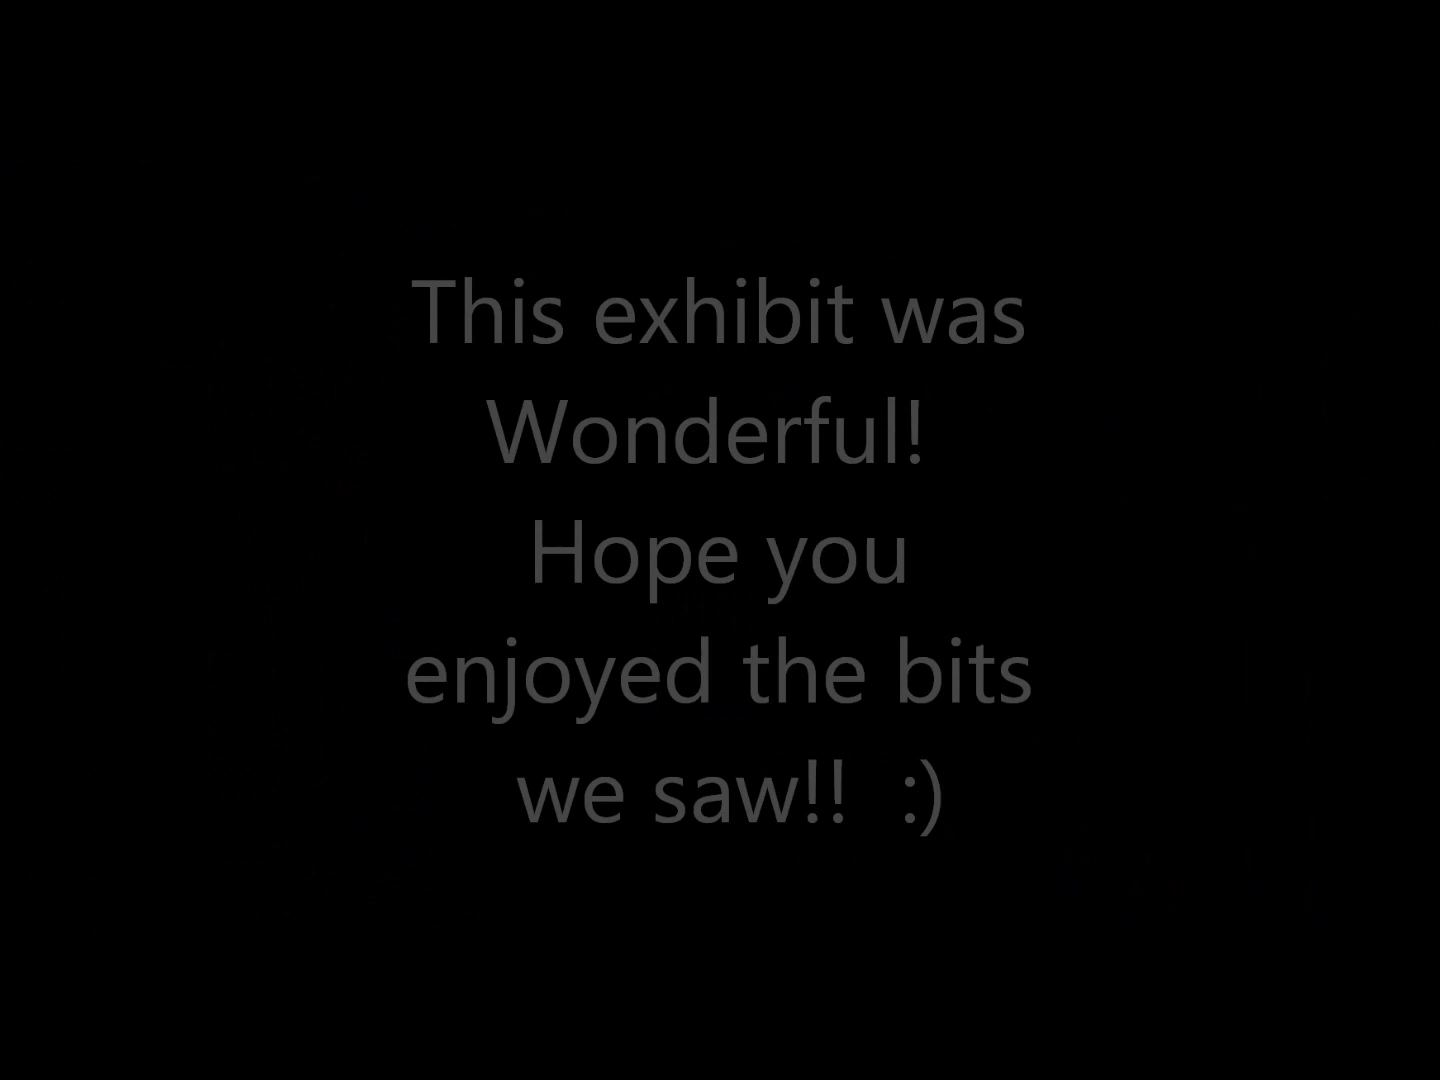 This exhibit was
Wonderful!
Hope you
enjoyed the bits
we saw!!  :)